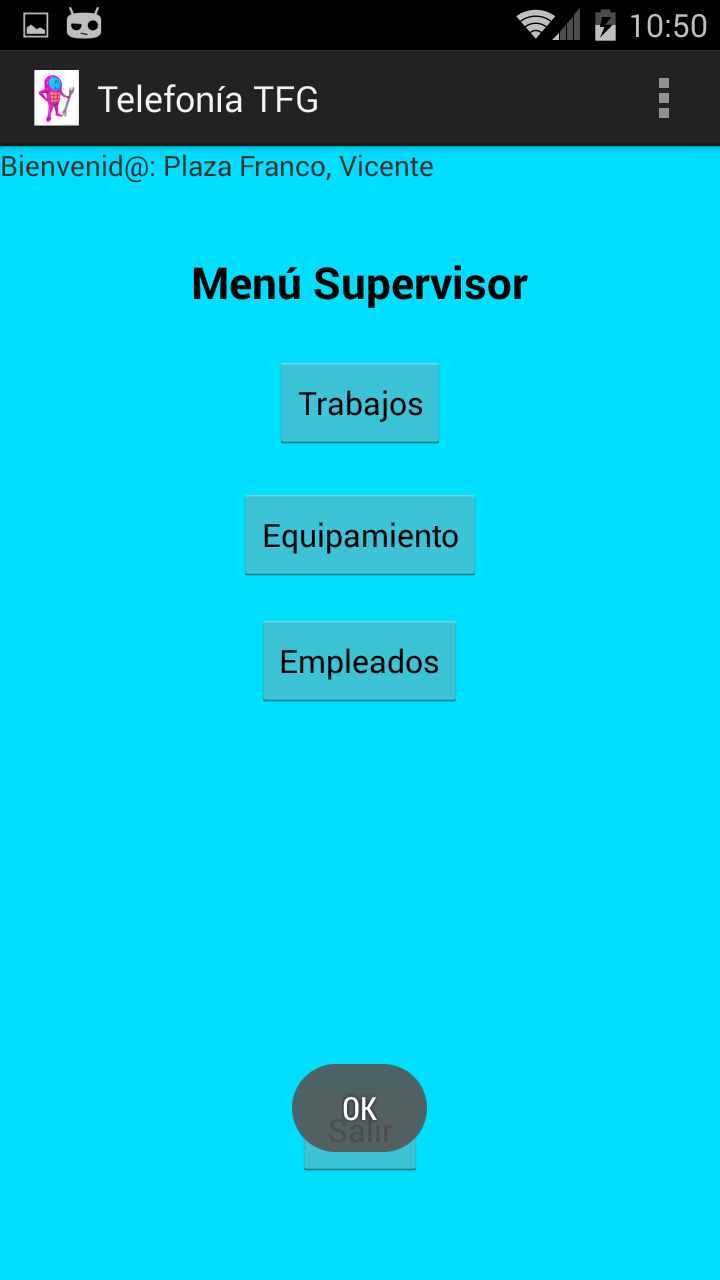 10:50
Telefonía TFG
Bienvenid@: Plaza Franco, Vicente
Menú Supervisor
Trabajos
Equipamiento
Empleados
OK
Salir